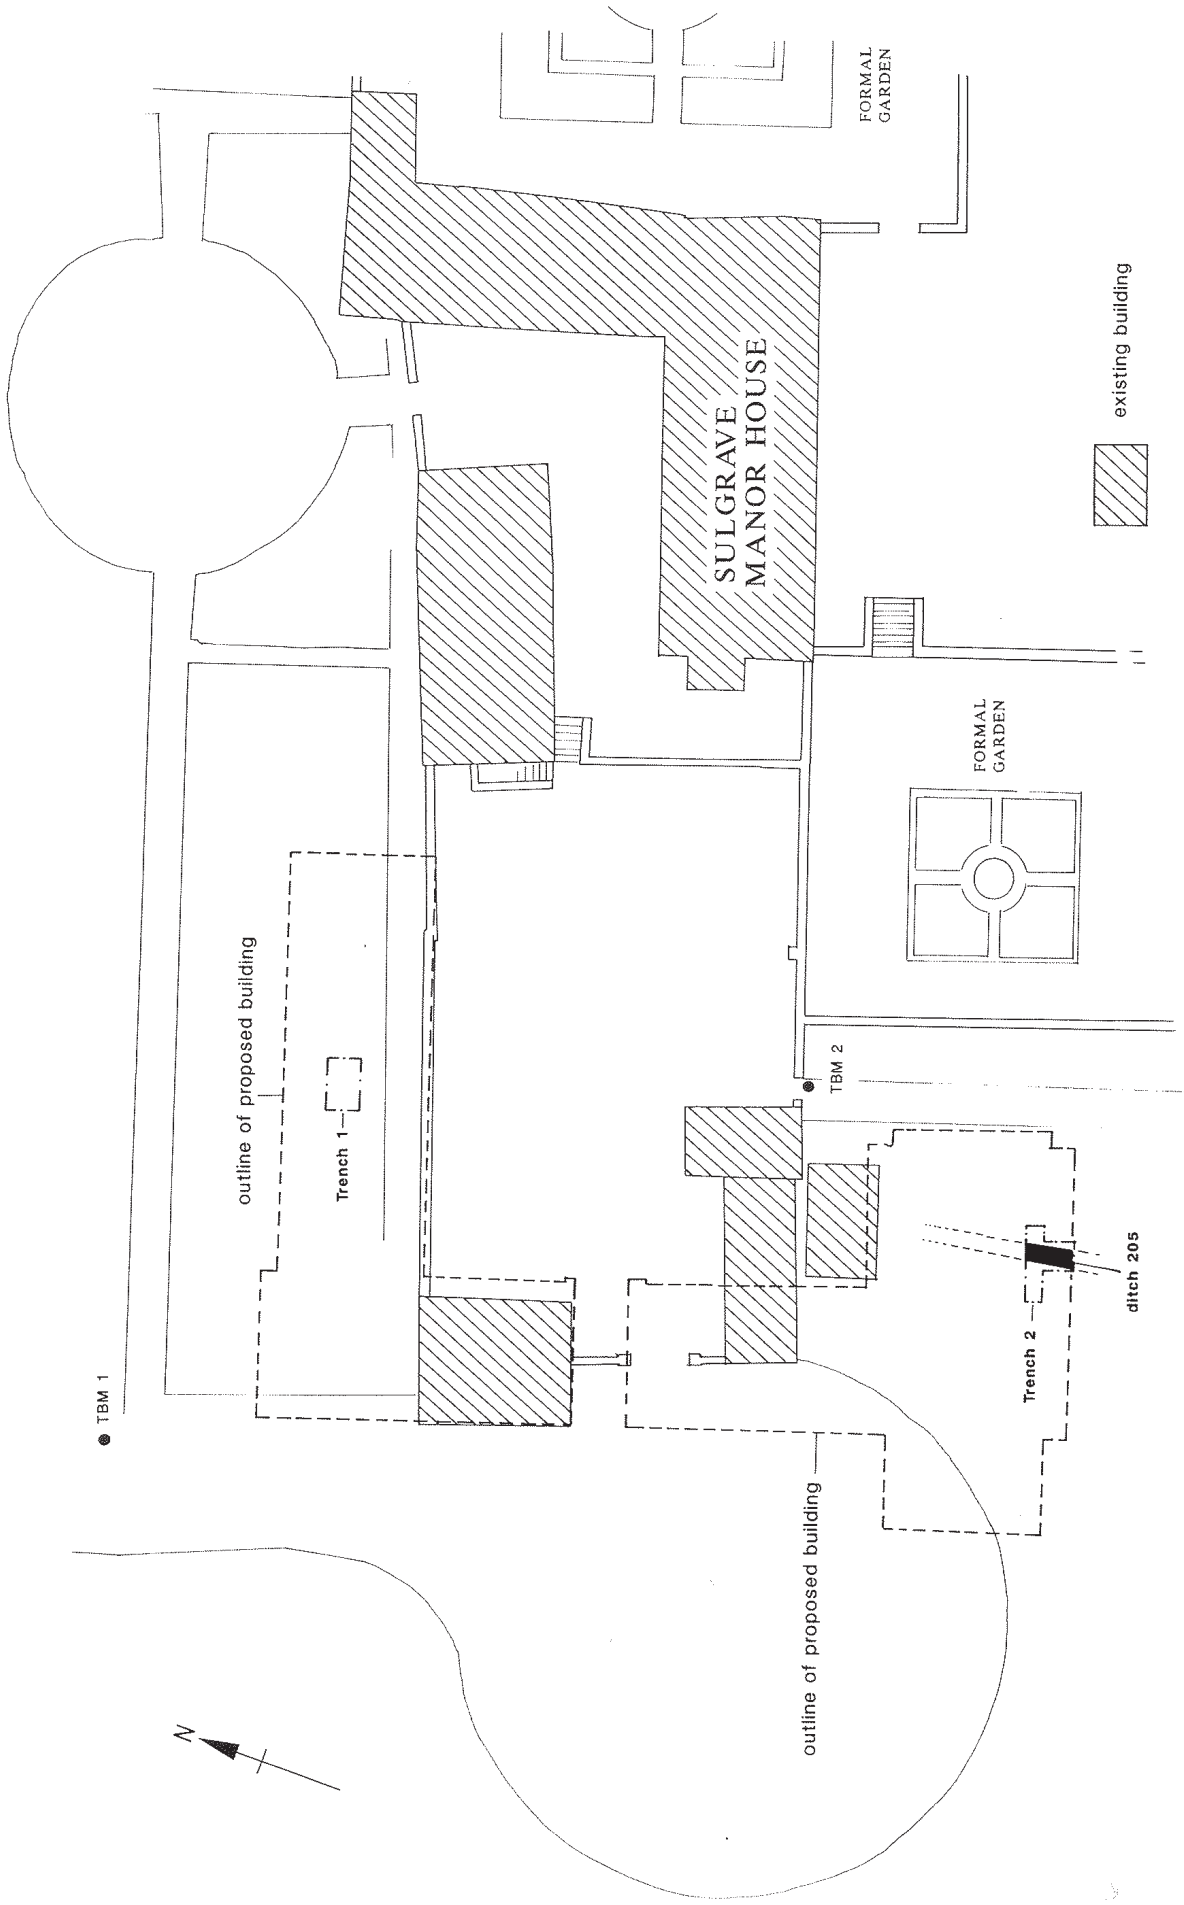 N
TBM 1
outline of proposed building
Trench 1
outline of proposed building
Trench 2
ditch 205
TBM 2
FORMAL
GARDEN
SULGRAVE
MANOR HOUSE
existing building
FORMAL
GARDEN